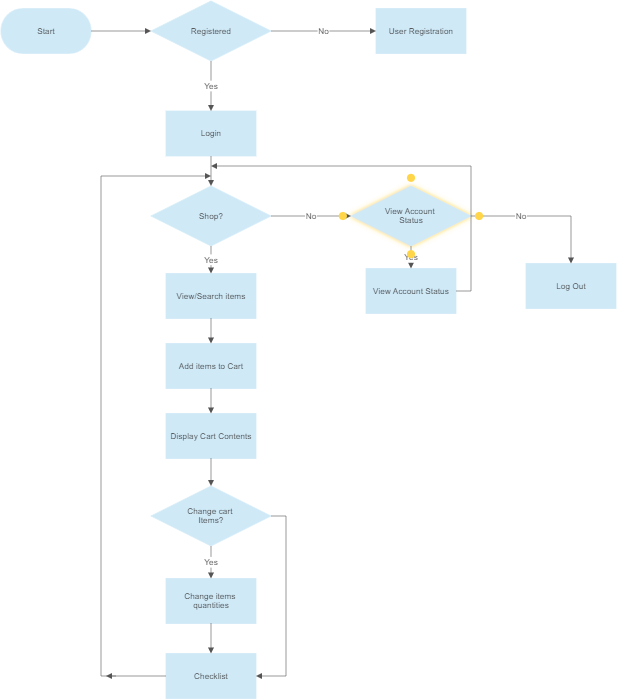 Start
Registered
No
User Registration
Yes
Login
Shop?
No
View Account
Status
No
Yes
Yes
View/Search items
View Account Status
Log Out
Add items to Cart
Display Cart Contents
Change cart
Items?
Yes
Change items
quantities
Checklist